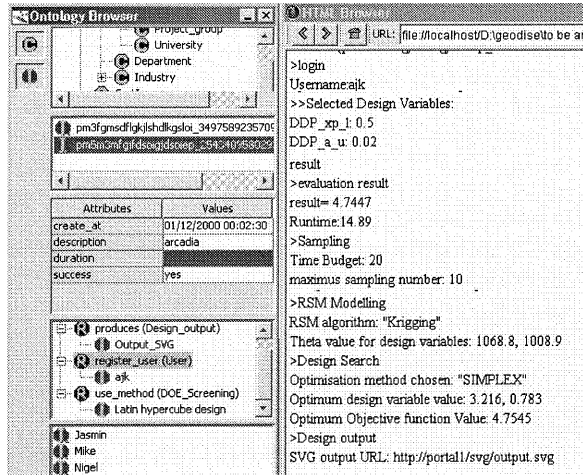 Ontology Browser
Project_group
University
Department
Industry
Attributes Values
create_at 01/12/2000 00:02:30
description arcadia
duration
success yes
produces (Design_output)
Output_SVG
register_user (User)
ajk
use_method (DOE_Screening)
Latin hypercube design
Jasmin
Mike
Nigel
HTML Browser
URL: file://localhost/D:\geodise\to be ar
>login
Username:ajk
>>Selected Design Variables:
DDP_xp_l: 0.5
DDP_a_u: 0.02
result
>evaluation result
result= 4.7447
Runtime:14.89
>Sampling
Time Budget: 20
maximus sampling number: 10
>RSM Modelling
RSM algorithm: "Krigging"
Theta value for design variables: 1068.8, 1008.9
>Design Search
Optimisation method chosen: "SIMPLEX"
Optimum design variable value: 3.216, 0.783
Optimum Objective function Value: 4.7545
>Design output
SVG output URL: http://portal1/svg/output.svg